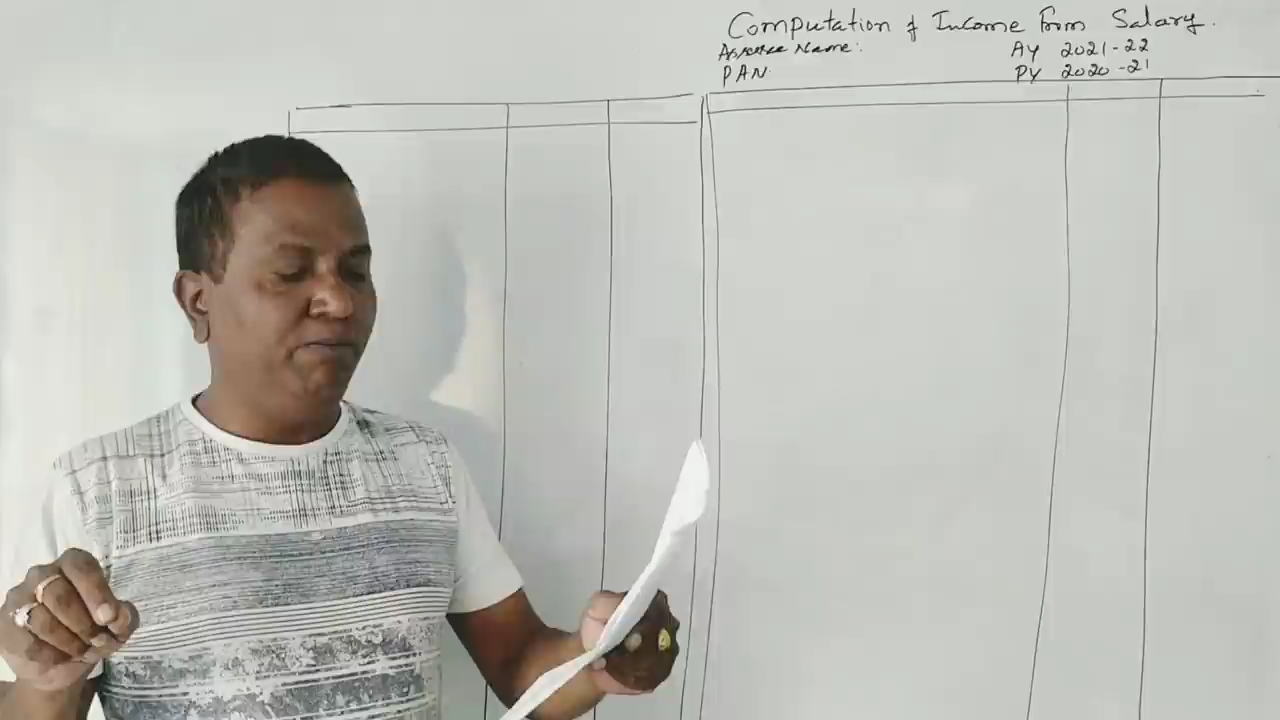 Computation of Income from Salary.
Assessee Name:
AY 2021-22
PAN
PY 2020-21